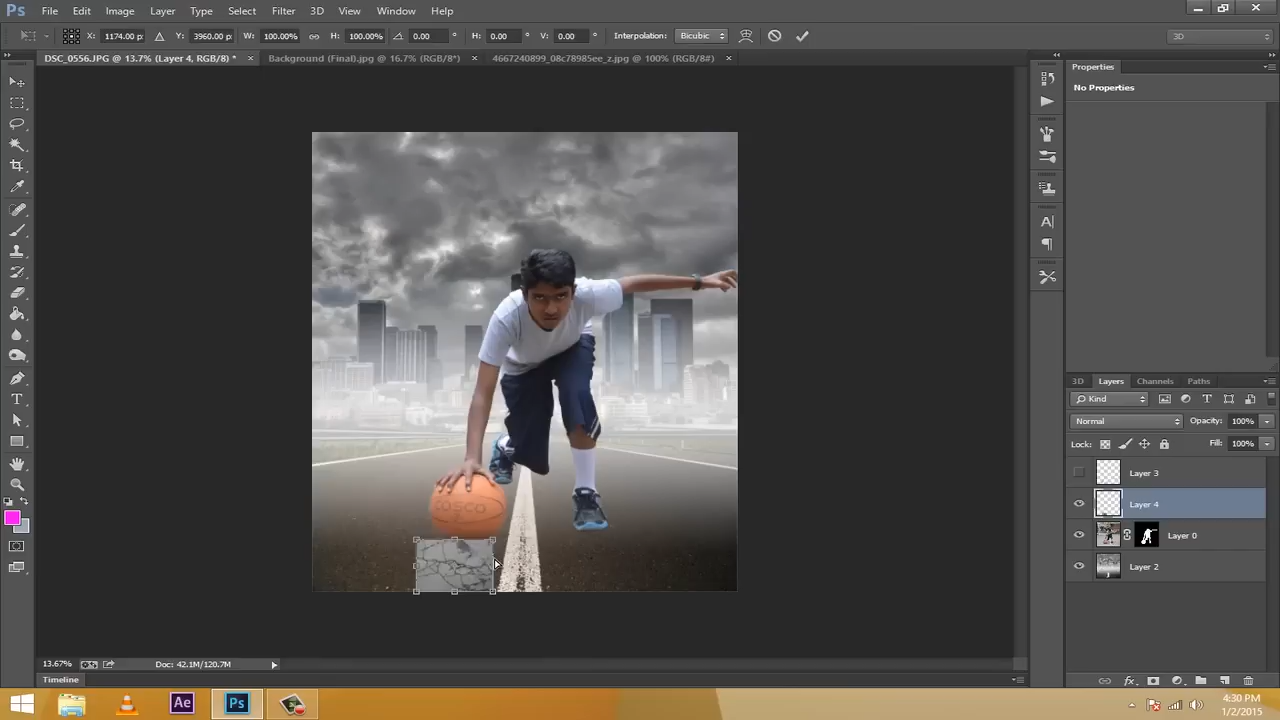 Ps File Edit Image Layer Type Select Filter 3D View Window Help
X: 1174.00 p Y: 3960.00 p W: 100.00% H: 100.00% 0.00 ° H: 0.00 ° V: 0.00 ° Interpolation: Bicubic 3D
DSC_0556.JPG @ 13.7% (Layer 4, RGB/8) * × Background (Final).jpg @ 16.7% (RGB/8*) × 4667240899_08c78985ee_z.jpg @ 100% (RGB/8#) ×
Properties
No Properties
COSCO
3D Layers Channels Paths
Kind
Normal Opacity: 100%
Lock: Fill: 100%
Layer 3
Layer 4
Layer 0
Layer 2
13.67% Doc: 42.1M/120.7M
Timeline
Ae Ps
4:30 PM
1/2/2015